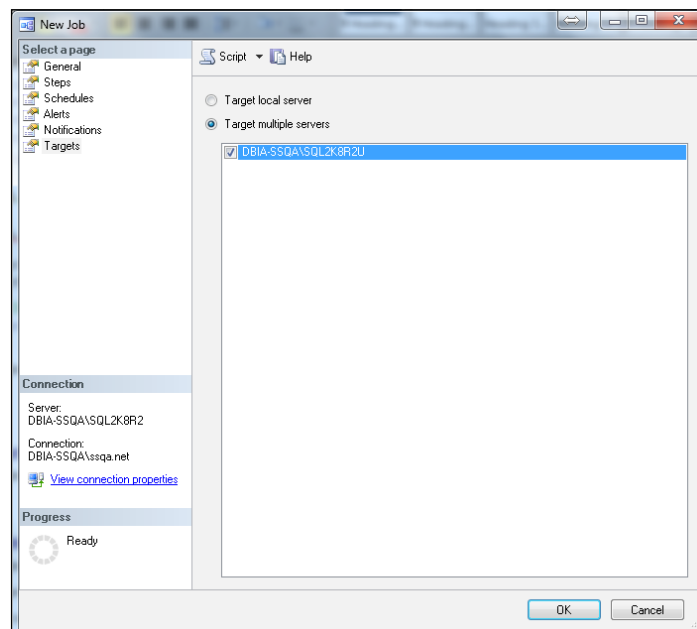 New Job
Select a page
General
Steps
Schedules
Alerts
Notifications
Targets
Script
Help
Target local server
Target multiple servers
DBIA-SSQA\SQL2K8R2U
Connection
Server:
DBIA-SSQA\SQL2K8R2
Connection:
DBIA-SSQA\ssqa.net
View connection properties
Progress
Ready
OK
Cancel